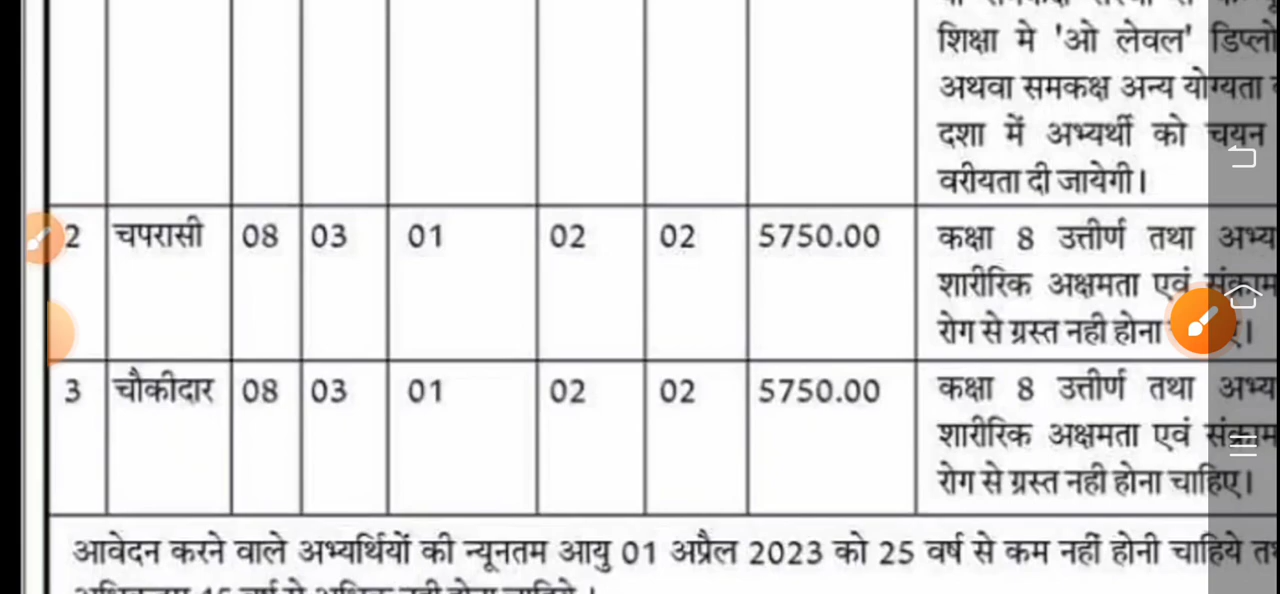 शिक्षा मे 'ओ लेवल'
अथवा समकक्ष अन्य योग्यता
दशा में अभ्यर्थी को चयन
वरीयता दी जायेगी।
2 चपरासी 08 03 01 02 02 5750.00 कक्षा 8 उत्तीर्ण तथा
शारीरिक अक्षमता एवं
रोग से ग्रस्त नही होना
3 चौकीदार 08 03 01 02 02 5750.00 कक्षा 8 उत्तीर्ण तथा
शारीरिक अक्षमता एवं
रोग से ग्रस्त नही होना चाहिए।
आवेदन करने वाले अभ्यर्थियों की न्यूनतम आयु 01 अप्रैल 2023 को 25 वर्ष से कम नहीं होनी चाहिये